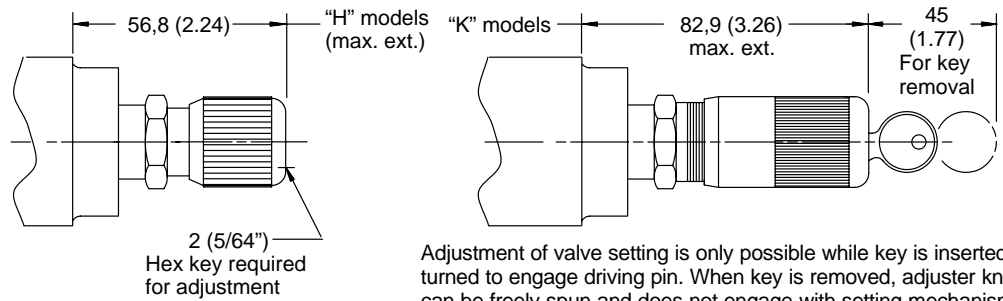 56,8 (2.24)
“H” models
(max. ext.)
2 (5/64”)
Hex key required
for adjustment
“K” models
82,9 (3.26)
max. ext.
45
(1.77)
For key
removal
Adjustment of valve setting is only possible while key is inserted
turned to engage driving pin. When key is removed, adjuster kn
can be freely spun and does not engage with setting mechanism